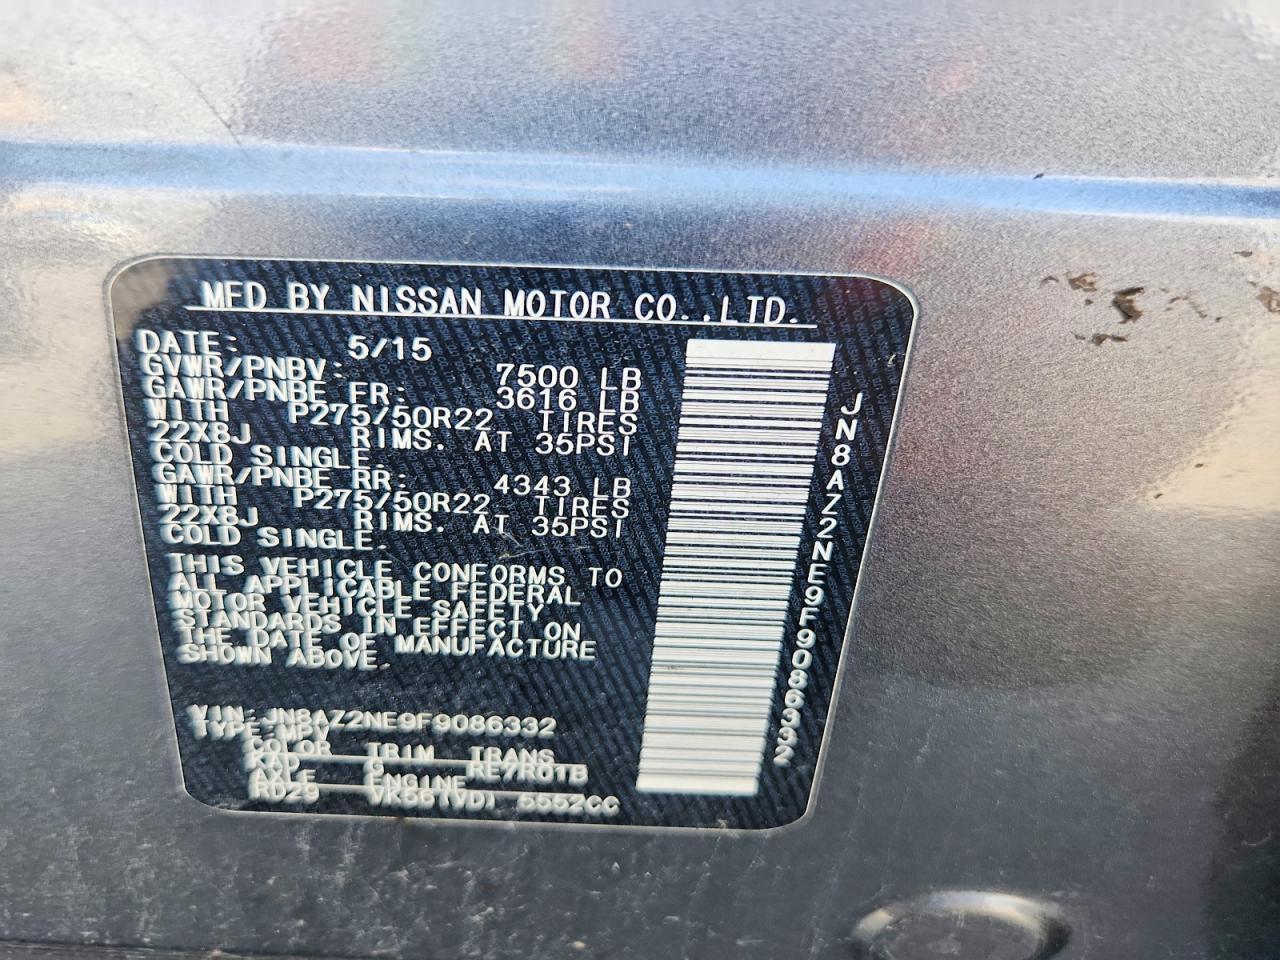 MFD BY NISSAN MOTOR CO.,LTD.
DATE: 5/15
GVWR/PNBV: 7500 LB
GAWR/PNBE FR: 3616 LB
WITH P275/50R22 TIRES
22X8J RIMS. AT 35PSI
COLD SINGLE.
GAWR/PNBE RR: 4343 LB
WITH P275/50R22 TIRES
22X8J RIMS. AT 35PSI
COLD SINGLE.
THIS VEHICLE CONFORMS TO
ALL APPLICABLE FEDERAL
MOTOR VEHICLE SAFETY
STANDARDS IN EFFECT ON
THE DATE OF MANUFACTURE
SHOWN ABOVE.
VIN:JN8AZ2NE9F9086332
TYPE:MPV
COLOR TRIM TRANS
KAD G RE7R01B
AXLE ENGINE
RD29 VK56(VD) 5552CC
JN8AZ2NE9F9086332